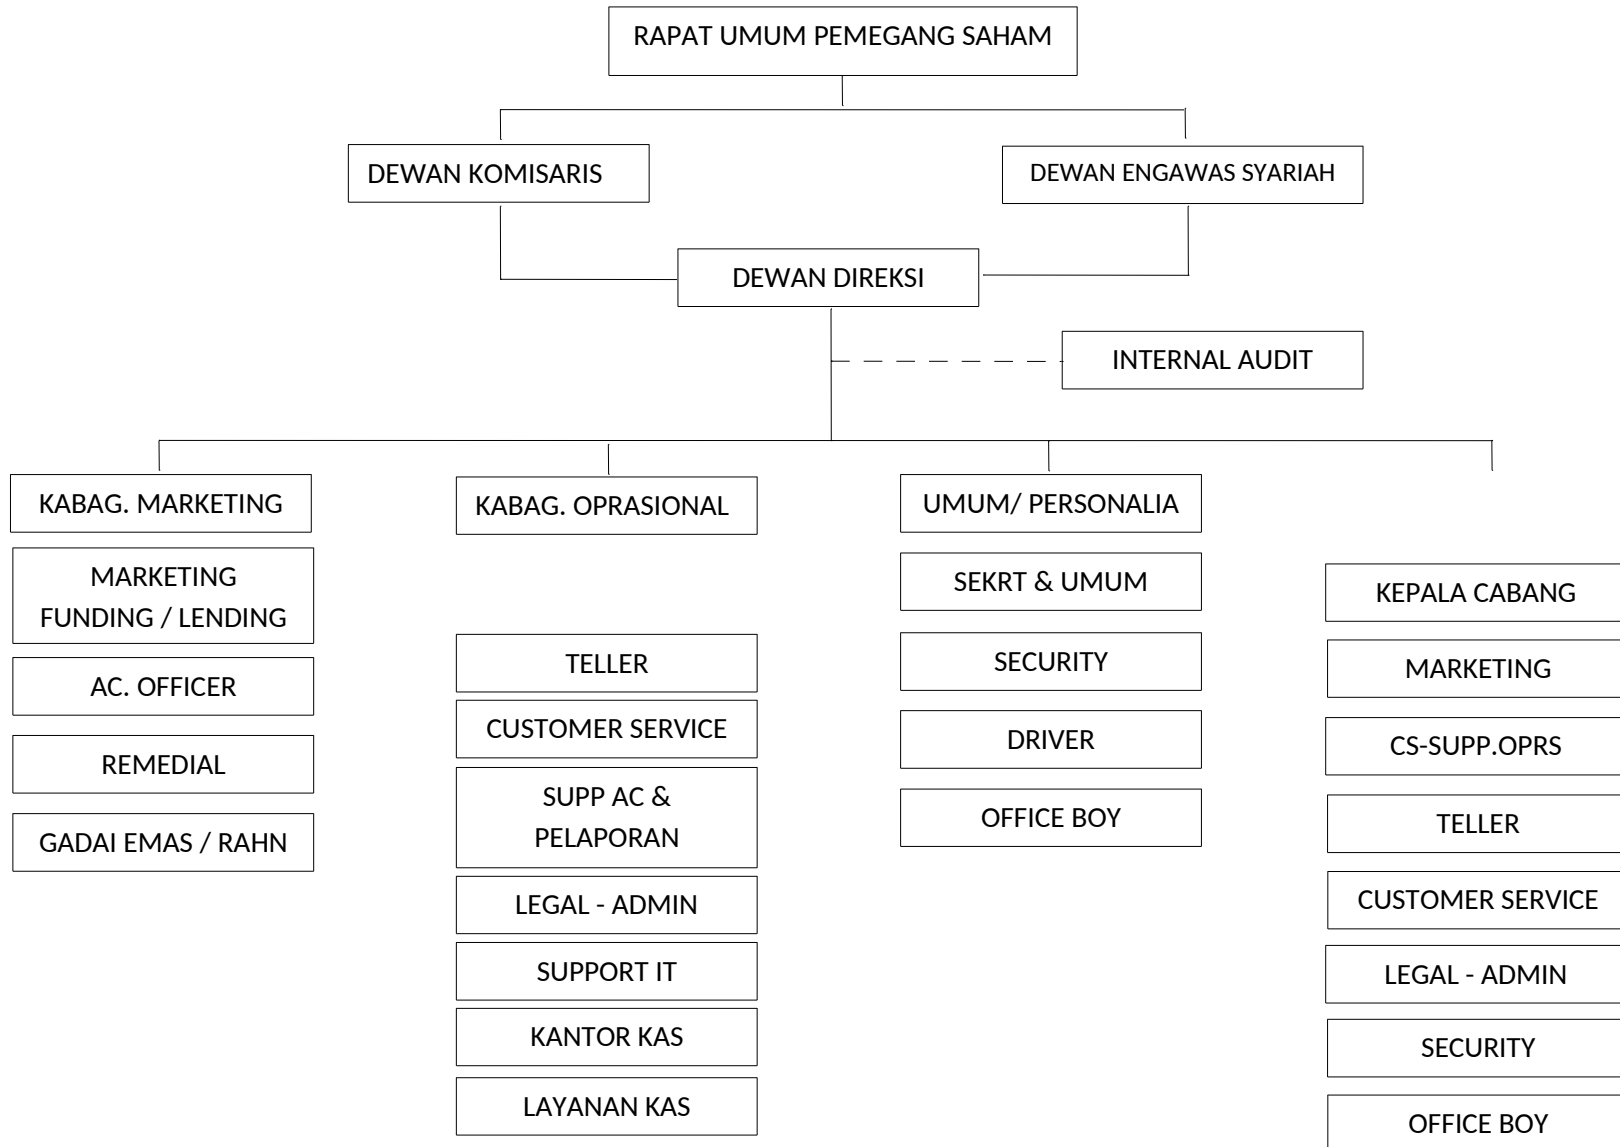 RAPAT UMUM PEMEGANG SAHAM
DEWAN KOMISARIS
DEWAN ENGAWAS SYARIAH
DEWAN DIREKSI
INTERNAL AUDIT
KABAG. MARKETING
MARKETING
FUNDING / LENDING
AC. OFFICER
REMEDIAL
GADAI EMAS / RAHN
KABAG. OPRASIONAL
TELLER
CUSTOMER SERVICE
SUPP AC &
PELAPORAN
LEGAL - ADMIN
SUPPORT IT
KANTOR KAS
LAYANAN KAS
UMUM/ PERSONALIA
SEKRT & UMUM
SECURITY
DRIVER
OFFICE BOY
KEPALA CABANG
MARKETING
CS-SUPP.OPRS
TELLER
CUSTOMER SERVICE
LEGAL - ADMIN
SECURITY
OFFICE BOY